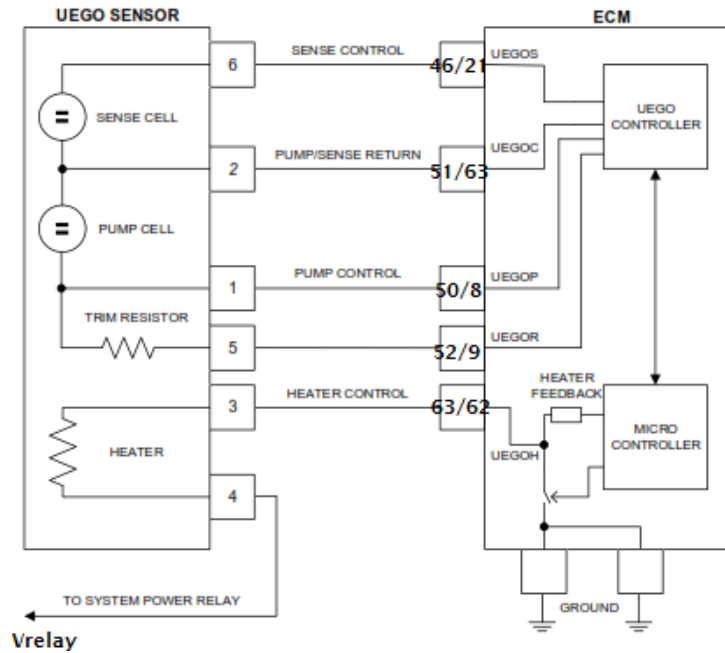 UEGO SENSOR
ECM
SENSE CONTROL
6
46/21
UEGOS
SENSE CELL
UEGO
CONTROLLER
PUMP/SENSE RETURN
2
51/63
UEGOC
PUMP CELL
PUMP CONTROL
1
50/8
UEGOP
TRIM RESISTOR
5
52/9
UEGOR
HEATER CONTROL
3
63/62
HEATER
FEEDBACK
UEGOH
MICRO
CONTROLLER
HEATER
4
TO SYSTEM POWER RELAY
GROUND
Vrelay